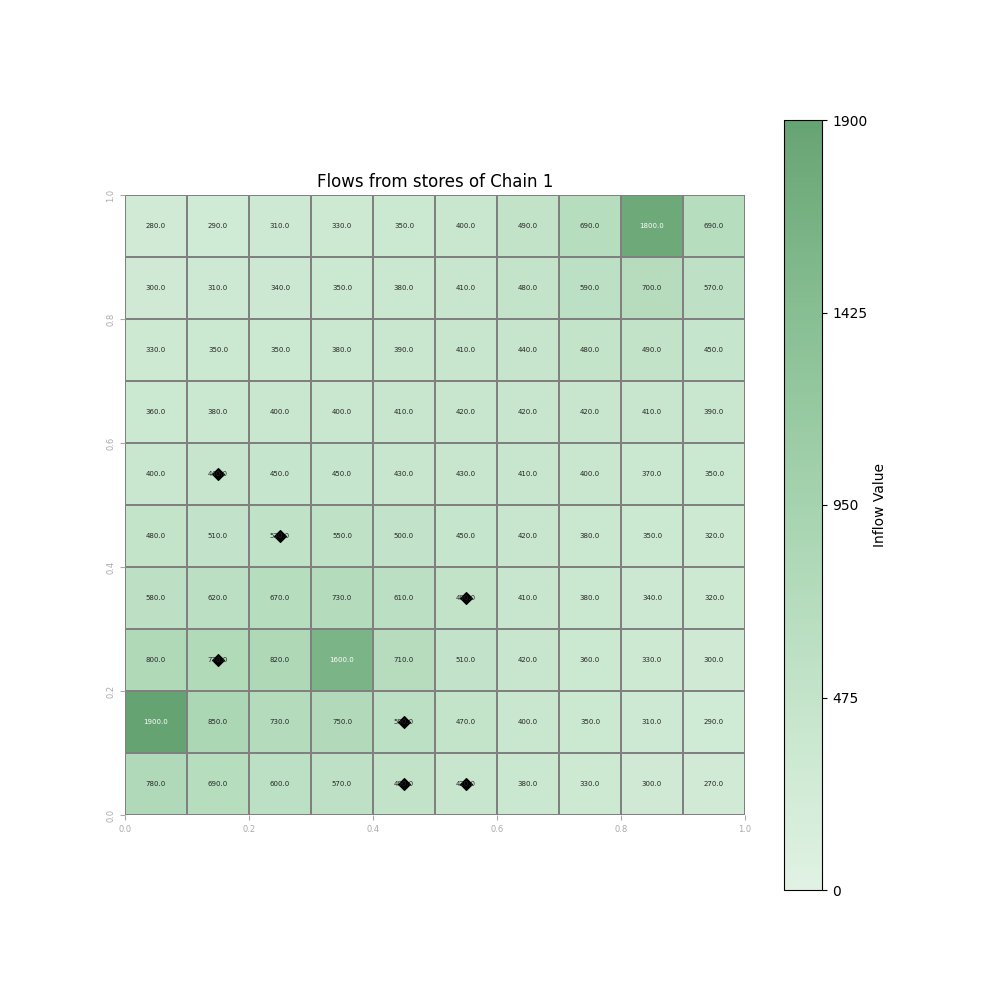 Flows from stores of Chain 1
1900
1425
950
475
0
Inflow Value
1.0
0.8
0.6
0.4
0.2
0.0
280.0 290.0 310.0 330.0 350.0 400.0 490.0 690.0 1800.0 690.0
300.0 310.0 340.0 350.0 380.0 410.0 480.0 590.0 700.0 570.0
330.0 350.0 350.0 380.0 390.0 410.0 440.0 480.0 490.0 450.0
360.0 380.0 400.0 400.0 410.0 420.0 420.0 420.0 410.0 390.0
400.0 450.0 450.0 430.0 430.0 410.0 400.0 370.0 350.0
480.0 510.0 550.0 500.0 450.0 420.0 380.0 350.0 320.0
580.0 620.0 670.0 730.0 610.0 410.0 380.0 340.0 320.0
800.0 820.0 1600.0 710.0 510.0 420.0 360.0 330.0 300.0
1900.0 850.0 730.0 750.0 470.0 400.0 350.0 310.0 290.0
780.0 690.0 600.0 570.0 380.0 330.0 300.0 270.0
0.0 0.2 0.4 0.6 0.8 1.0